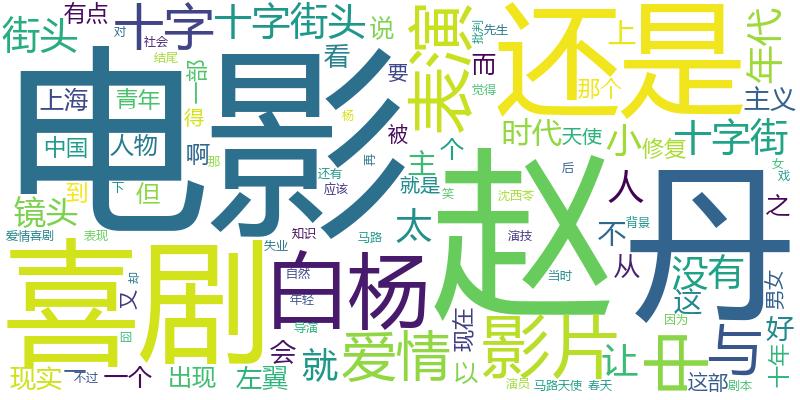 有点
十字
十字街头
说
表演
还是
年代
街头
看
一部
对
社会
先生
上
那个
觉得
结尾
要
而
电影
上海
青年
得
杨
被
时代
天使
小
修复
主义
十字街
中国
人物
啊
那
个
主
再
还有
就是
应该
笑
赵丹
沈西苓
后
人
女
戏
到
下
但
镜头
太
不
背景
之
爱情喜剧
表现
失业
知识
马路
演技
从
没有
这
男女
喜剧
白杨
自然
年轻
当时
却
又
现在
导演
影片
因为
好
囧
会
就
爱情
让
中
与
十年
现实
一
一个
不过
出现
左翼
以
演员
马路天使
春天
这部
剧本